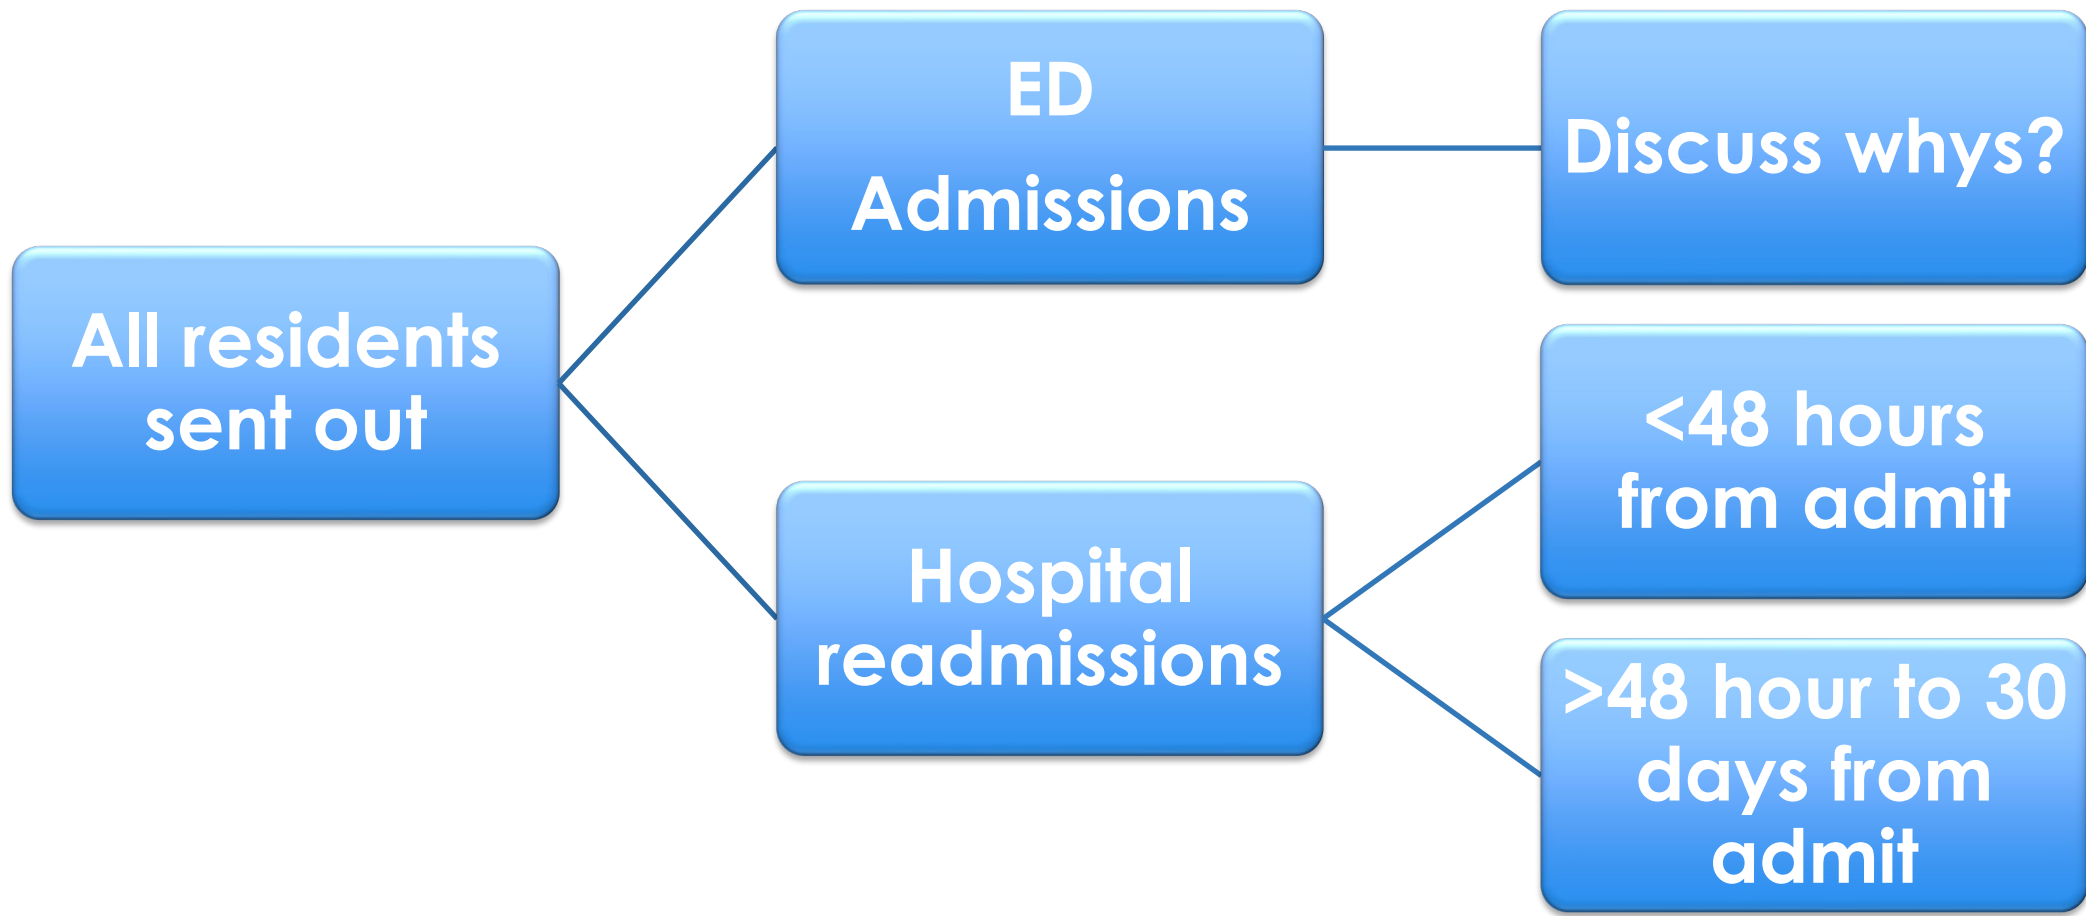 All residents
sent out
ED
Admissions
Discuss whys?
Hospital
readmissions
<48 hours
from admit
>48 hour to 30
days from
admit